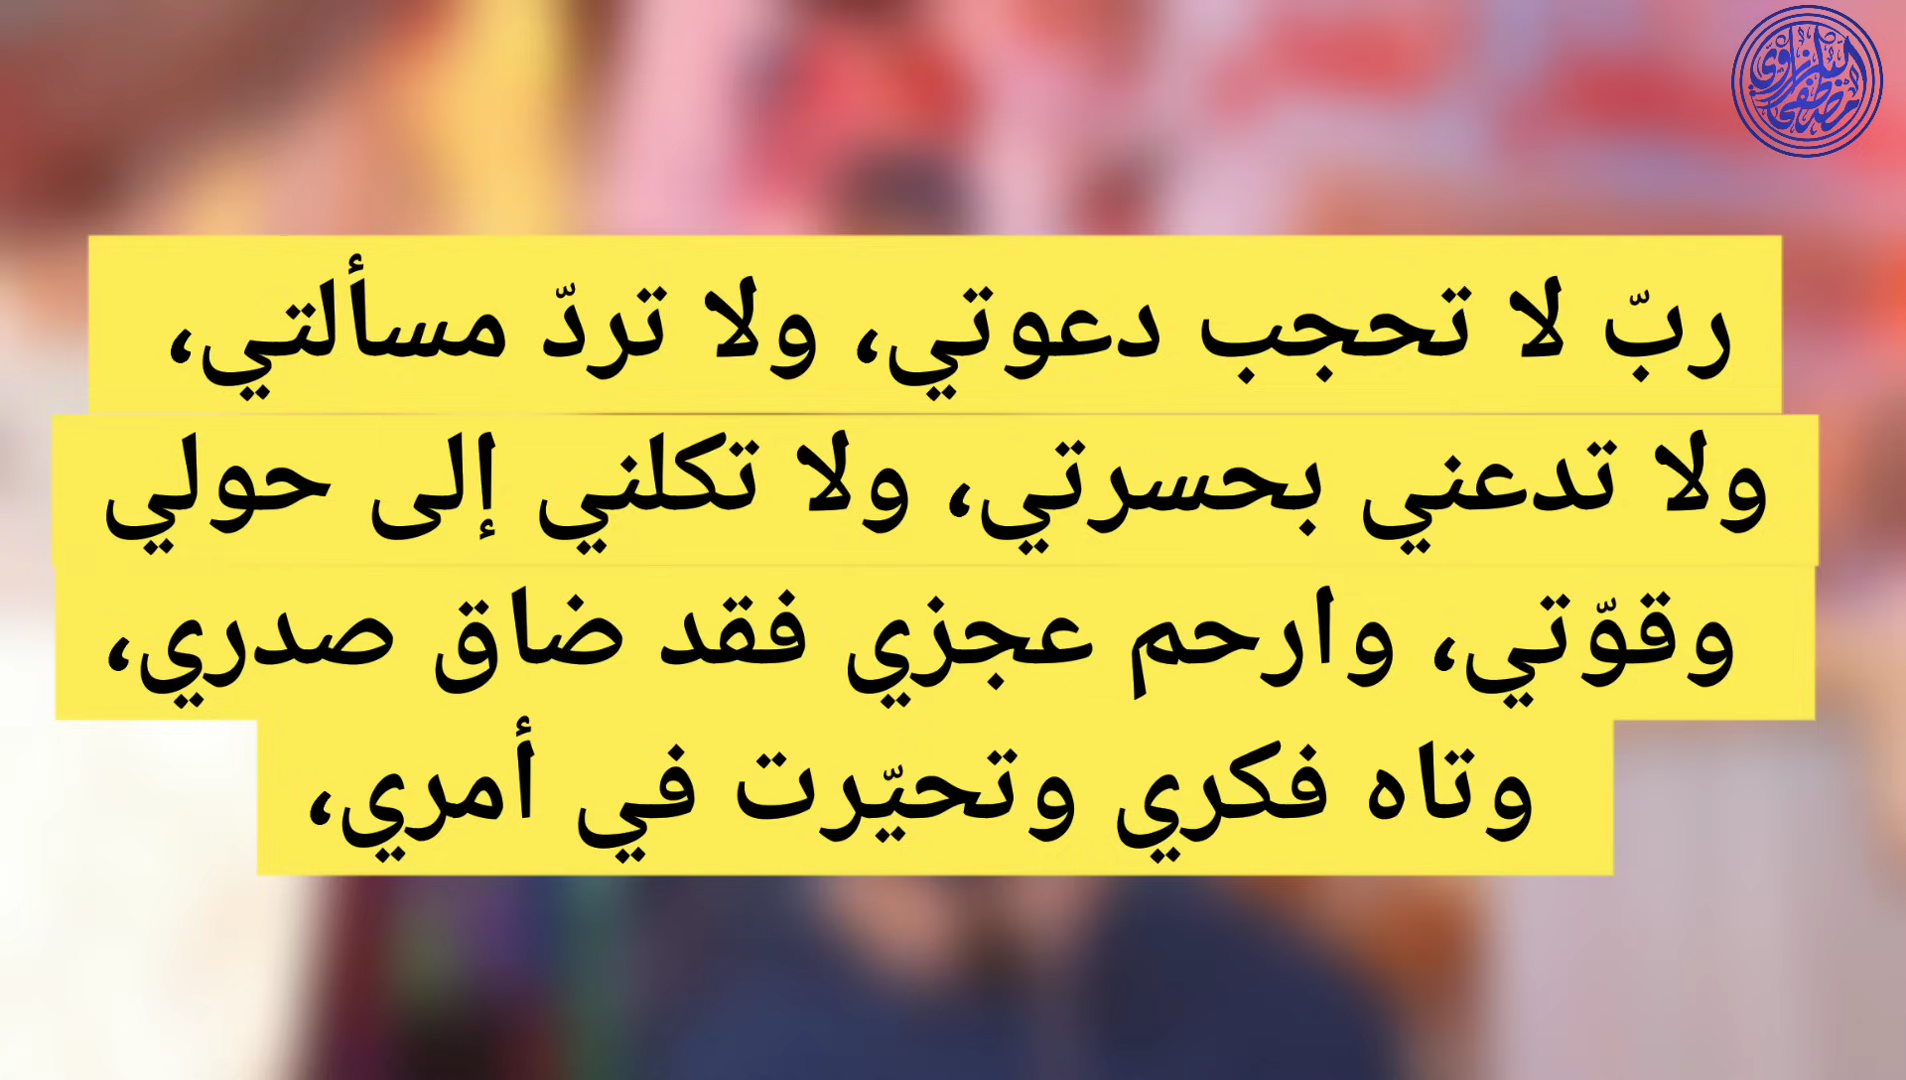 ربّ لا تحجب دعوتي، ولا تردّ مسألتي،
ولا تدعني بحسرتي، ولا تكلني إلى حولي
وقوّتي، وارحم عجزي فقد ضاق صدري،
وتاه فكري وتحيّرت في أمري،